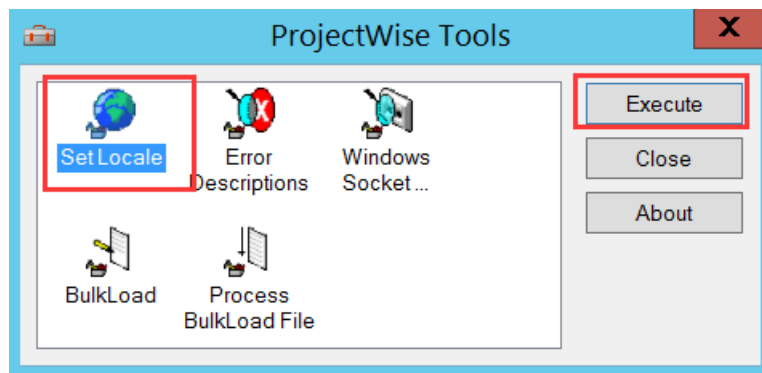 ProjectWise Tools
X
Set Locale
Error
Descriptions
Windows
Socket ...
BulkLoad
Process
BulkLoad File
Execute
Close
About